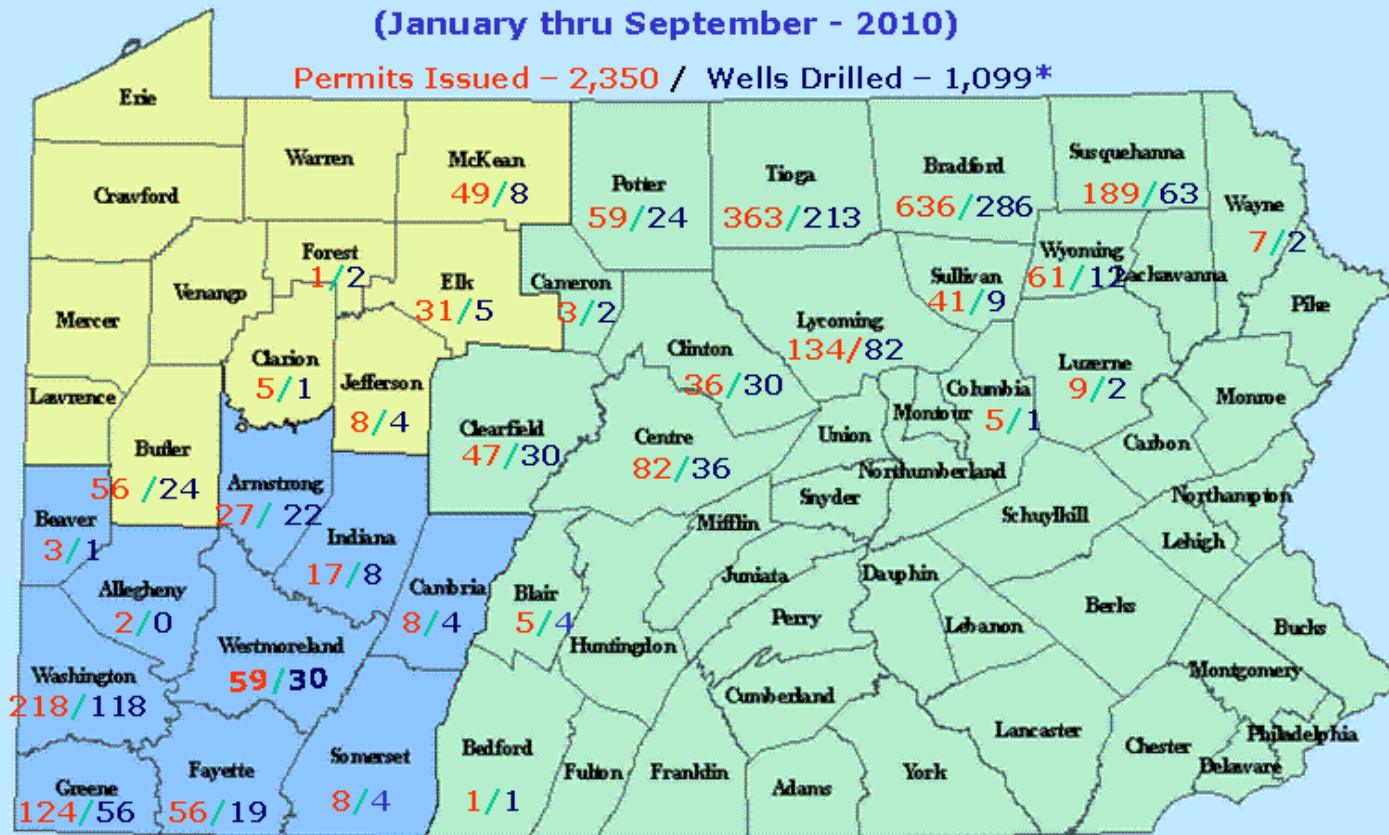 (January thru September - 2010)
Permits Issued – 2,350 / Wells Drilled – 1,099*
Erie
Warren
McKean
49/8
Crawford
Potter
59/24
Tioga
363/213
Bradford
636/286
Susquehanna
189/63
Wayne
7/2
Forest
1/2
Venango
Elk
31/5
Cameron
3/2
Sullivan
41/9
Wyoming
61/12
Lackawanna
Pike
Mercer
Clarion
5/1
Jefferson
8/4
Clinton
36/30
Lycoming
134/82
Columbia
5/1
Luzerne
9/2
Monroe
Lawrence
Butler
56 /24
Clearfield
47/30
Centre
82/36
Union
Montour
Carbon
Northumberland
Snyder
Northampton
Beaver
3/1
Armstrong
27/ 22
Indiana
17/8
Mifflin
Schuylkill
Lehigh
Allegheny
2/0
Cambria
8/4
Blair
5/4
Juniata
Dauphin
Perry
Lebanon
Berks
Bucks
Westmoreland
59/30
Huntingdon
Washington
218/118
Cumberland
Montgomery
Lancaster
Chester
Philadelphia
Delaware
Greene
124/56
Fayette
56/19
Somerset
8/4
Bedford
1/1
Fulton
Franklin
Adams
York